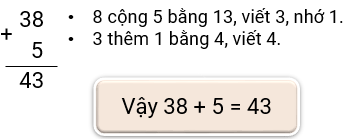 38
+
5
43
• 8 cộng 5 bằng 13, viết 3, nhớ 1.
• 3 thêm 1 bằng 4, viết 4.
Vậy 38 + 5 = 43